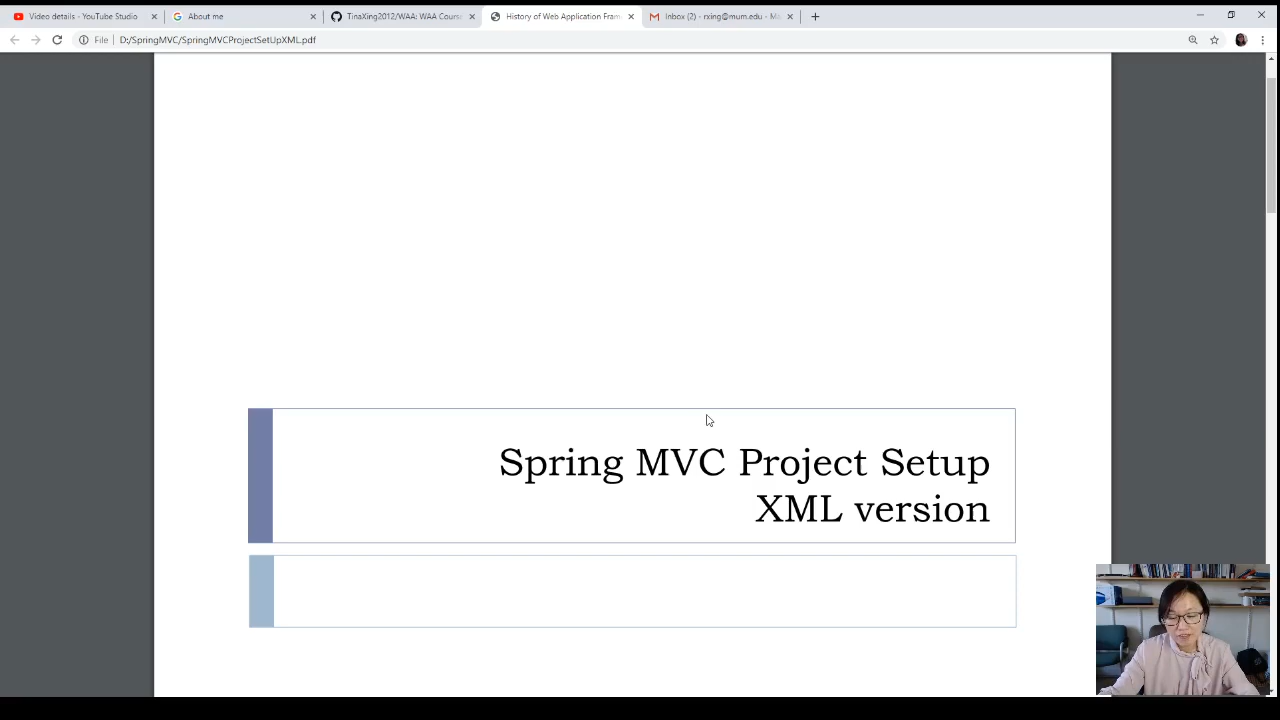 Video details - YouTube Studio
About me
TinaXing2012/WAA: WAA Cours
History of Web Application Fram
Inbox (2) - rxing@mum.edu - Ma
File
D:/SpringMVC/SpringMVCProjectSetUpXML.pdf
Spring MVC Project Setup
XML version